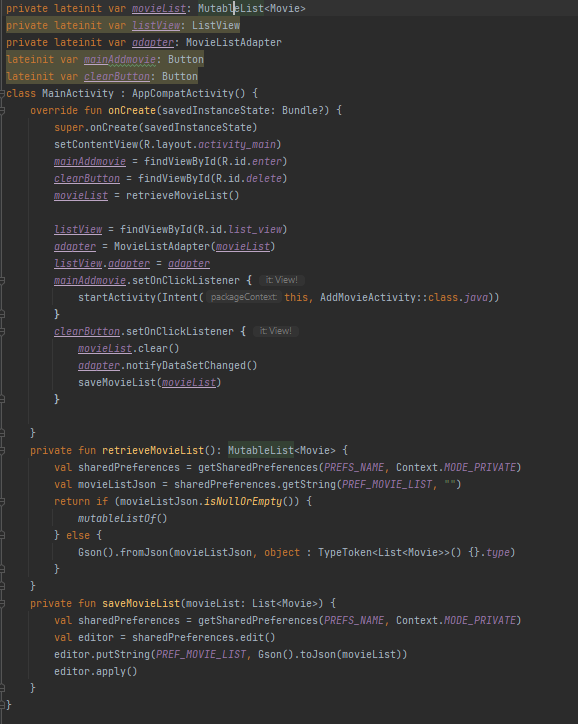 private lateinit var movieList: MutableList<Movie>
private lateinit var listView: ListView
private lateinit var adapter: MovieListAdapter
lateinit var mainAddmovie: Button
lateinit var clearButton: Button
class MainActivity : AppCompatActivity() {
    override fun onCreate(savedInstanceState: Bundle?) {
        super.onCreate(savedInstanceState)
        setContentView(R.layout.activity_main)
        mainAddmovie = findViewById(R.id.enter)
        clearButton = findViewById(R.id.delete)
        movieList = retrieveMovieList()

        listView = findViewById(R.id.list_view)
        adapter = MovieListAdapter(movieList)
        listView.adapter = adapter
        mainAddmovie.setOnClickListener { it: View!
            startActivity(Intent( packageContext: this, AddMovieActivity::class.java))
        }
        clearButton.setOnClickListener { it: View!
            movieList.clear()
            adapter.notifyDataSetChanged()
            saveMovieList(movieList)
        }

    }
    private fun retrieveMovieList(): MutableList<Movie> {
        val sharedPreferences = getSharedPreferences(PREFS_NAME, Context.MODE_PRIVATE)
        val movieListJson = sharedPreferences.getString(PREF_MOVIE_LIST, "")
        return if (movieListJson.isNullOrEmpty()) {
            mutableListOf()
        } else {
            Gson().fromJson(movieListJson, object : TypeToken<List<Movie>>() {}.type)
        }
    }
    private fun saveMovieList(movieList: List<Movie>) {
        val sharedPreferences = getSharedPreferences(PREFS_NAME, Context.MODE_PRIVATE)
        val editor = sharedPreferences.edit()
        editor.putString(PREF_MOVIE_LIST, Gson().toJson(movieList))
        editor.apply()
    }
}